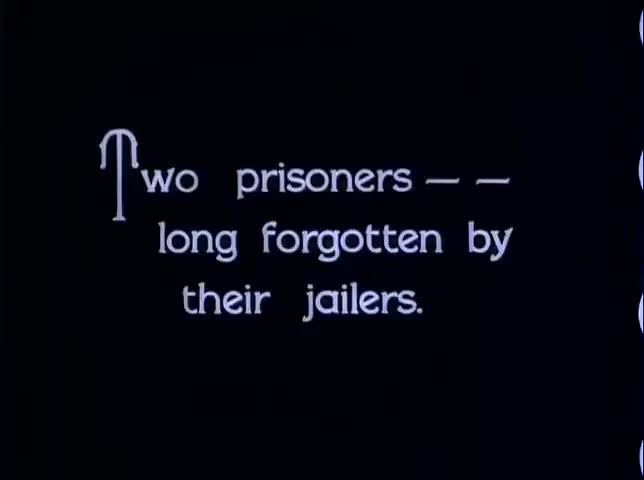 Two prisoners — —
long forgotten by
their jailers.